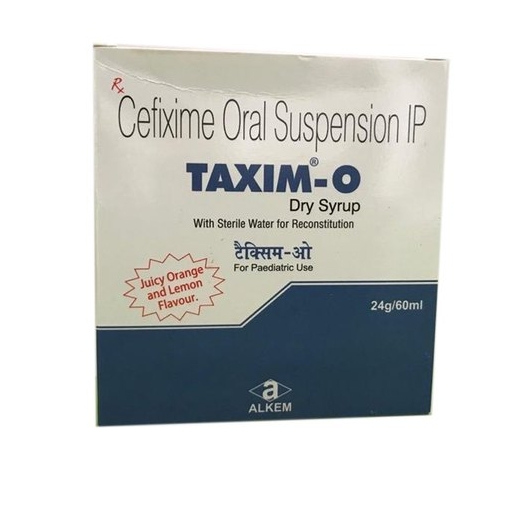 Rx
Cefixime Oral Suspension IP
TAXIM®-O
Dry Syrup
With Sterile Water for Reconstitution
टैक्सिम-ओ
For Paediatric Use
Juicy Orange
and Lemon
Flavour.
24g/60ml
a
ALKEM